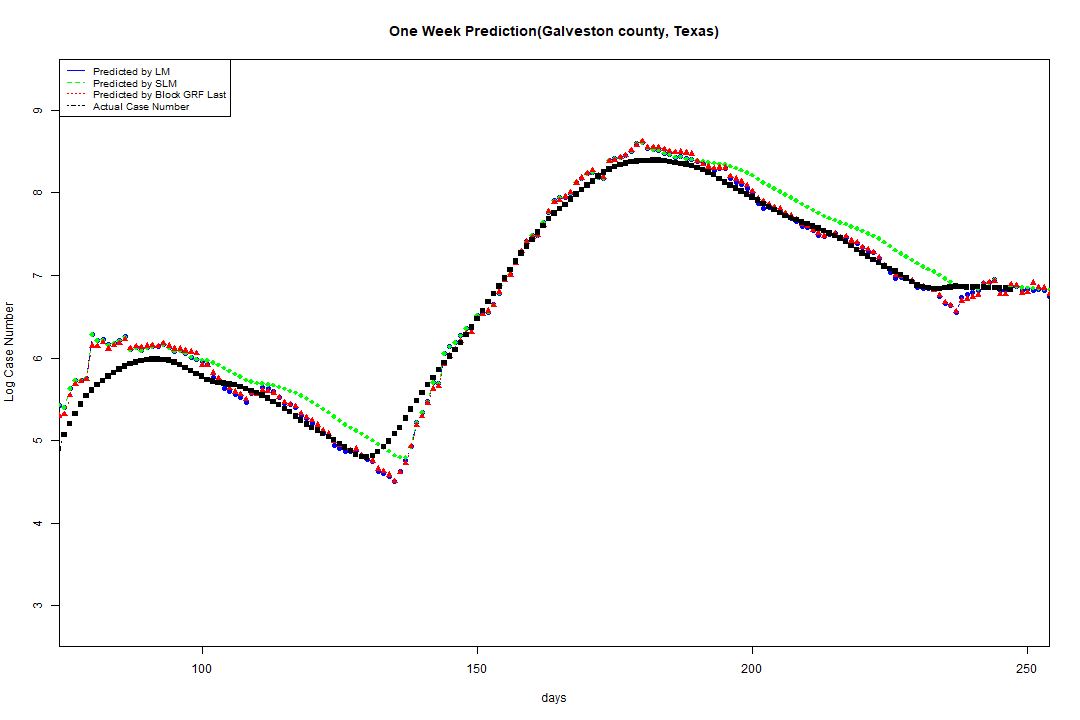 One Week Prediction(Galveston county, Texas)
Predicted by LM
Predicted by SLM
Predicted by Block GRF Last
Actual Case Number
9
8
7
6
5
4
3
Log Case Number
100 150 200 250
days